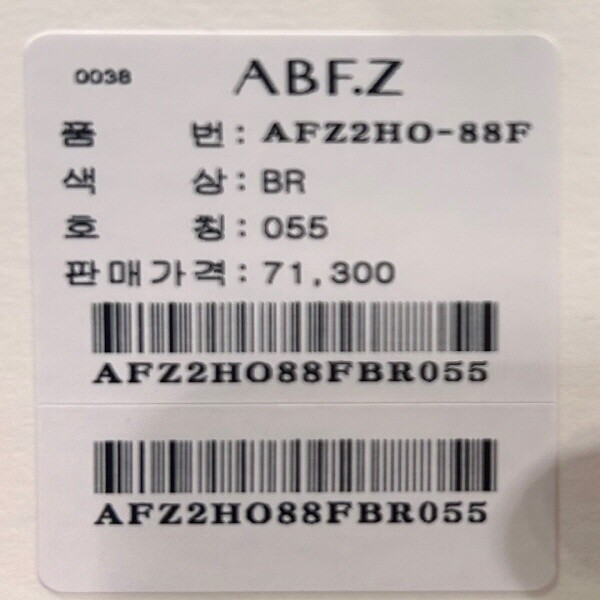 0038 ABF.Z
품 번: AFZ2HO-88F
색 상: BR
호 칭: 055
판매가격: 71,300
AFZ2HO88FBR055
AFZ2HO88FBR055